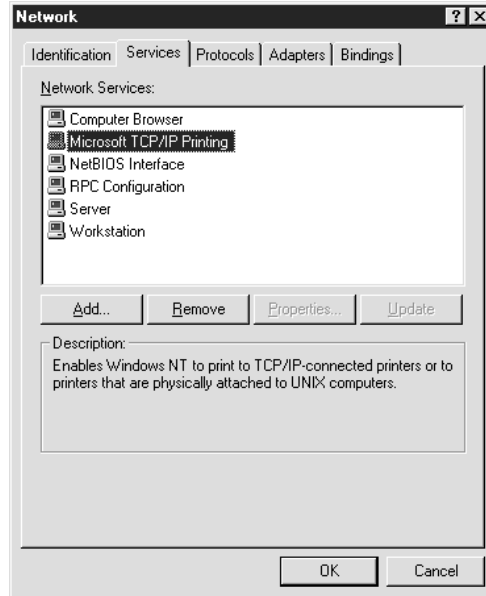 Network
Identification Services Protocols Adapters Bindings
Network Services:
Computer Browser
Microsoft TCP/IP Printing
NetBIOS Interface
RPC Configuration
Server
Workstation
Add... Remove Properties... Update
Description:
Enables Windows NT to print to TCP/IP-connected printers or to
printers that are physically attached to UNIX computers.
OK Cancel